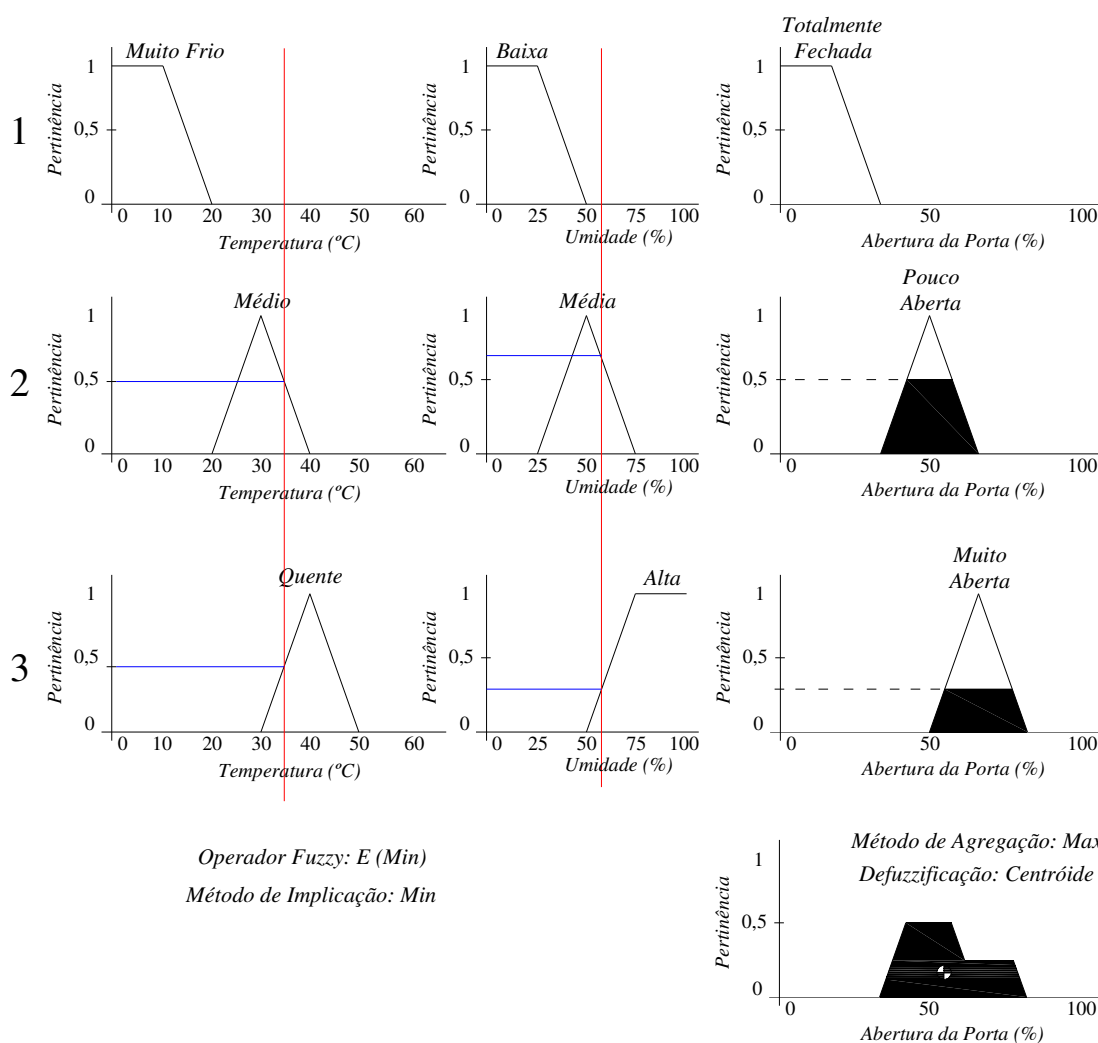 Muito Frio
Baixa
Totalmente
Fechada
1
Pertinência
1
0,5
0
0 10 20 30 40 50 60
Temperatura (ºC)
Pertinência
1
0,5
0
0 25 50 75 100
Umidade (%)
Pertinência
1
0,5
0
0 50 100
Abertura da Porta (%)
2
Médio
Média
Pouco
Aberta
Pertinência
1
0,5
0
0 10 20 30 40 50 60
Temperatura (ºC)
Pertinência
1
0,5
0
0 25 50 75 100
Umidade (%)
Pertinência
1
0,5
0
0 50 100
Abertura da Porta (%)
3
Quente
Alta
Muito
Aberta
Pertinência
1
0,5
0
0 10 20 30 40 50 60
Temperatura (ºC)
Pertinência
1
0,5
0
0 25 50 75 100
Umidade (%)
Pertinência
1
0,5
0
0 50 100
Abertura da Porta (%)
Operador Fuzzy: E (Min)
Método de Implicação: Min
Método de Agregação: Max
Defuzzificação: Centróide
Pertinência
1
0,5
0
0 50 100
Abertura da Porta (%)